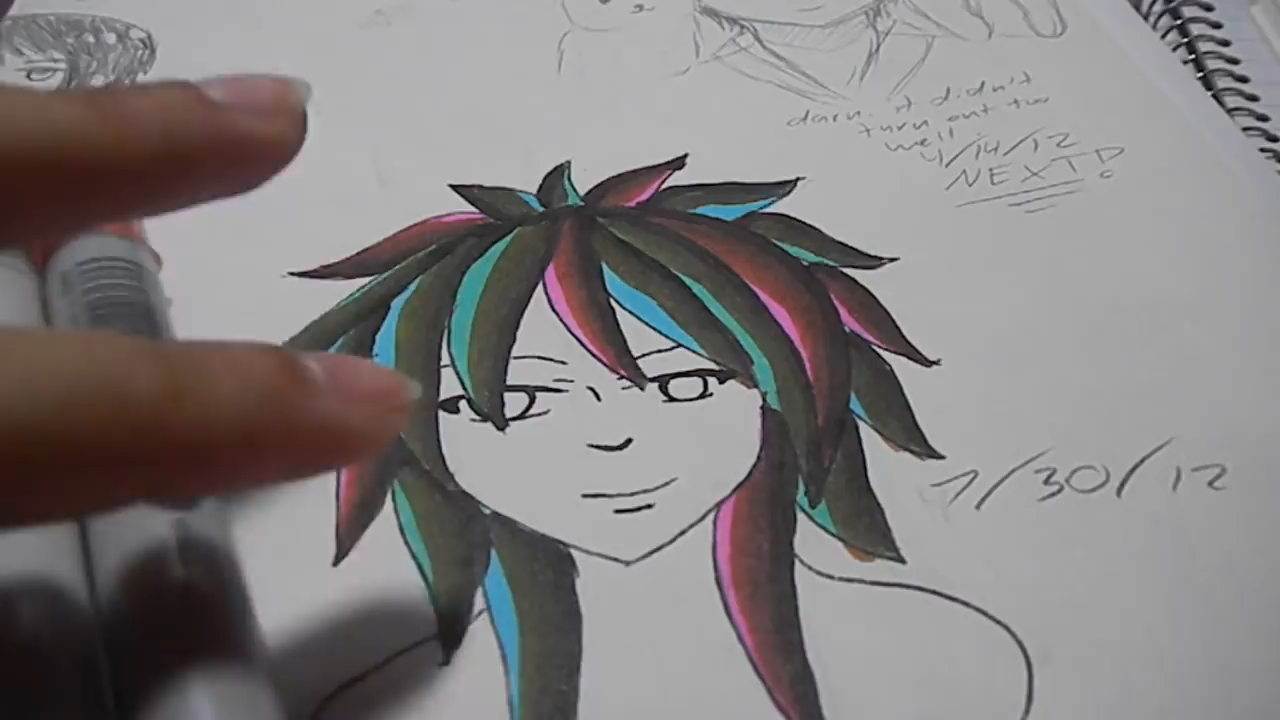 darn. it didn't
turn out too
well.
4/14/12
NEXT!
7/30/12